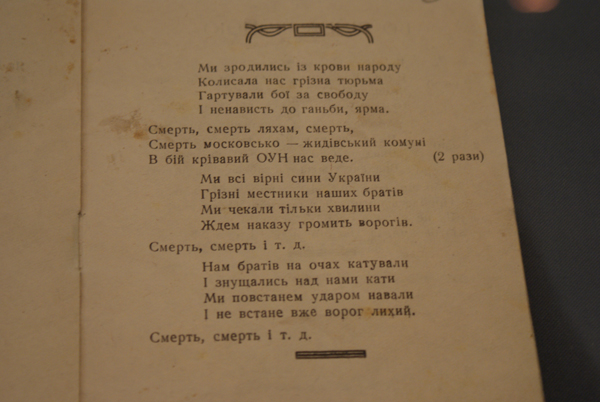 Ми зродились із крови народу
Колисала нас грізна тюрьма
Гартували бої за свободу
І ненависть до ганьби, ярма.
Смерть, смерть ляхам, смерть,
Смерть московсько — жидівський комумі
В бій крівавий ОУН нас веде. (2 рази)
Ми всі вірні сини України
Грізні местники наших братів
Ми чекали тільки хвилини
Ждем наказу громить ворогів.
Смерть, смерть і т. д.
Нам братів на очах катували
І знущались над нами кати
Ми повстанем ударом навали
І не встане вже ворог лихий.
Смерть, смерть і т. д.